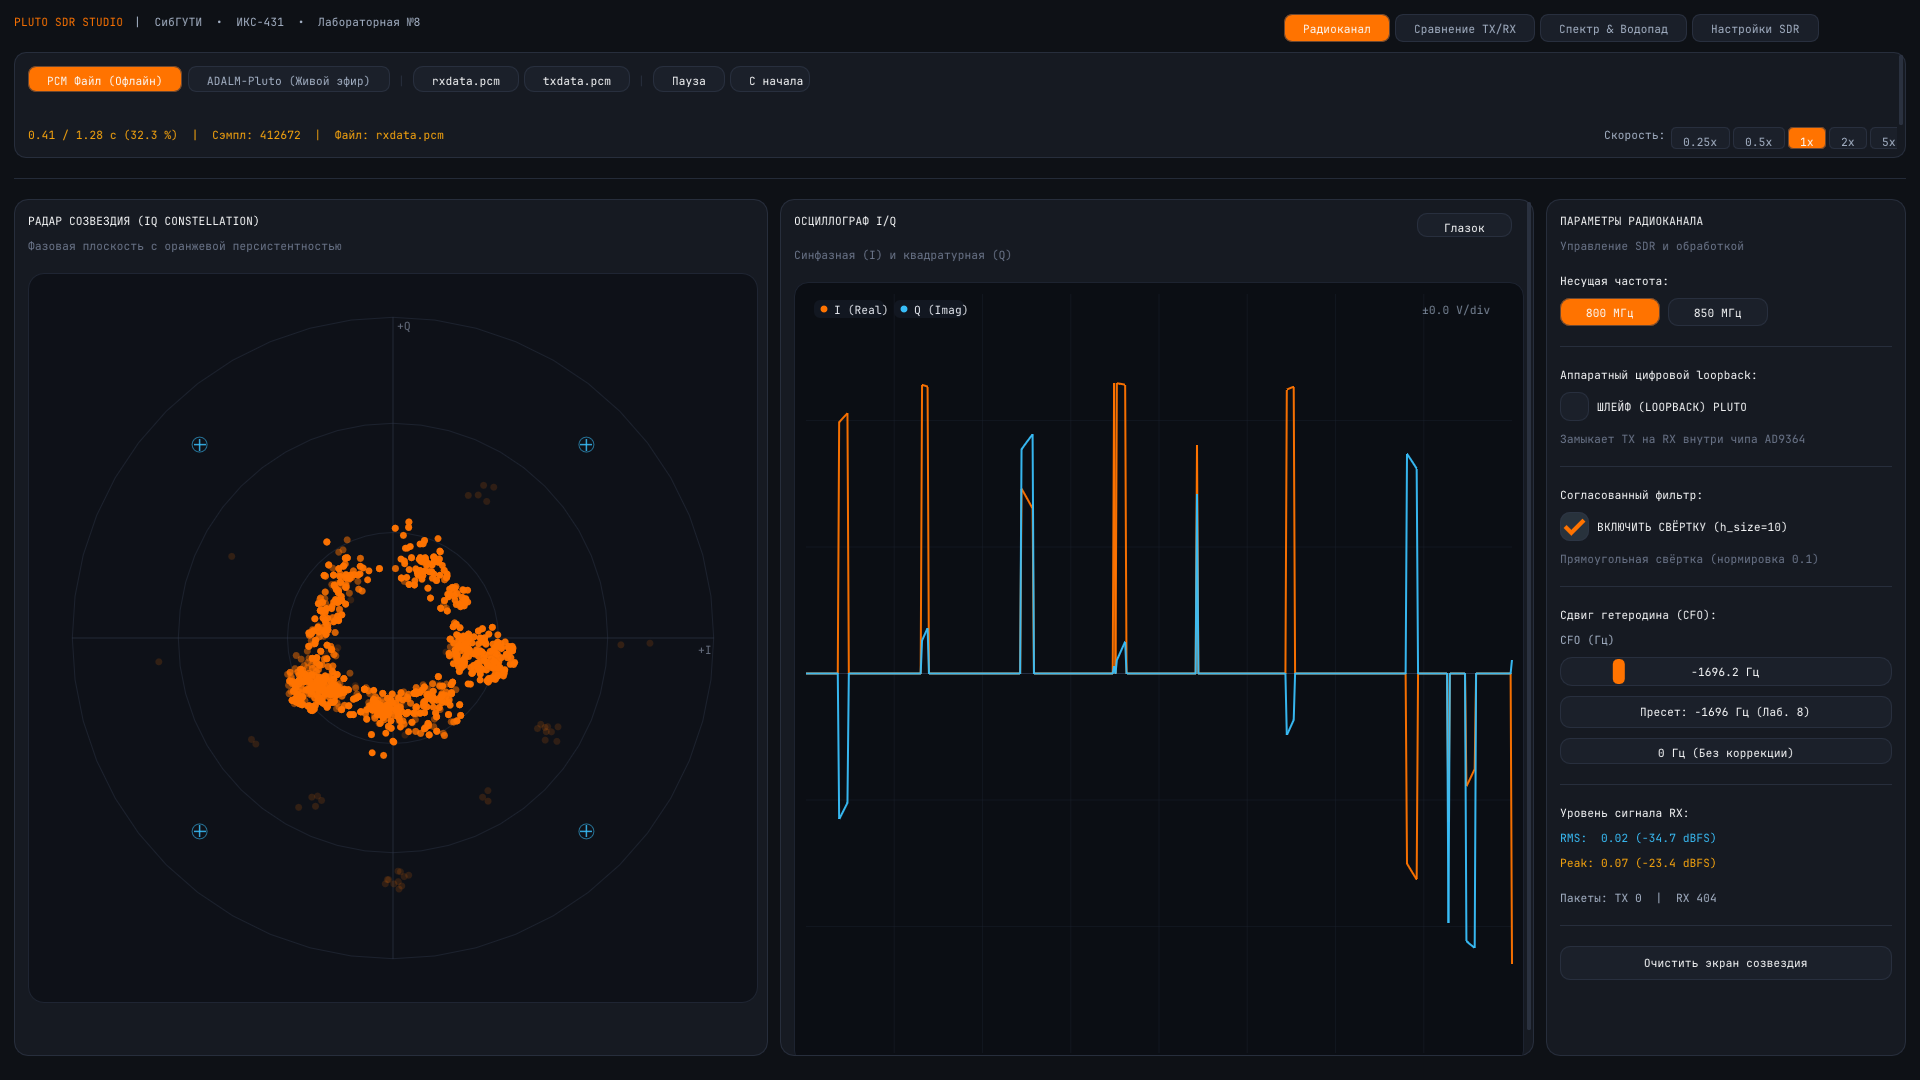 PLUTO SDR STUDIO | СибГУТИ • ИКС-431 • Лабораторная №8
Радиоканал Сравнение TX/RX Спектр & Водопад Настройки SDR
PCM Файл (Офлайн) ADALM-Pluto (Живой эфир) | rxdata.pcm txdata.pcm | Пауза С начала
0.41 / 1.28 с (32.3 %) | Сэмпл: 412672 | Файл: rxdata.pcm
Скорость: 0.25x 0.5x 1x 2x 5x
РАДАР СОЗВЕЗДИЯ (IQ CONSTELLATION)
Фазовая плоскость с оранжевой персистентностью
+Q
+I
ОСЦИЛЛОГРАФ I/Q
Глазок
Синфазная (I) и квадратурная (Q)
I (Real) Q (Imag)
±0.0 V/div
ПАРАМЕТРЫ РАДИОКАНАЛА
Управление SDR и обработкой
Несущая частота:
800 МГц 850 МГц
Аппаратный цифровой loopback:
ШЛЕЙФ (LOOPBACK) PLUTO
Замыкает TX на RX внутри чипа AD9364
Согласованный фильтр:
ВКЛЮЧИТЬ СВЁРТКУ (h_size=10)
Прямоугольная свёртка (нормировка 0.1)
Сдвиг гетеродина (CFO):
CFO (Гц)
-1696.2 Гц
Пресет: -1696 Гц (Лаб. 8)
0 Гц (Без коррекции)
Уровень сигнала RX:
RMS: 0.02 (-34.7 dBFS)
Peak: 0.07 (-23.4 dBFS)
Пакеты: TX 0 | RX 404
Очистить экран созвездия